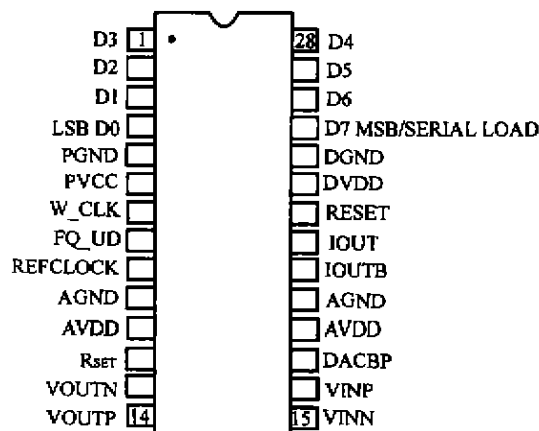 D3 1 28 D4
D2 D5
D1 D6
LSB D0 D7 MSB/SERIAL LOAD
PGND DGND
PVCC DVDD
W_CLK RESET
FQ_UD IOUT
REFCLOCK IOUTB
AGND AGND
AVDD AVDD
RSET DACBP
VOUTN VINP
VOUTP 14 15 VINN